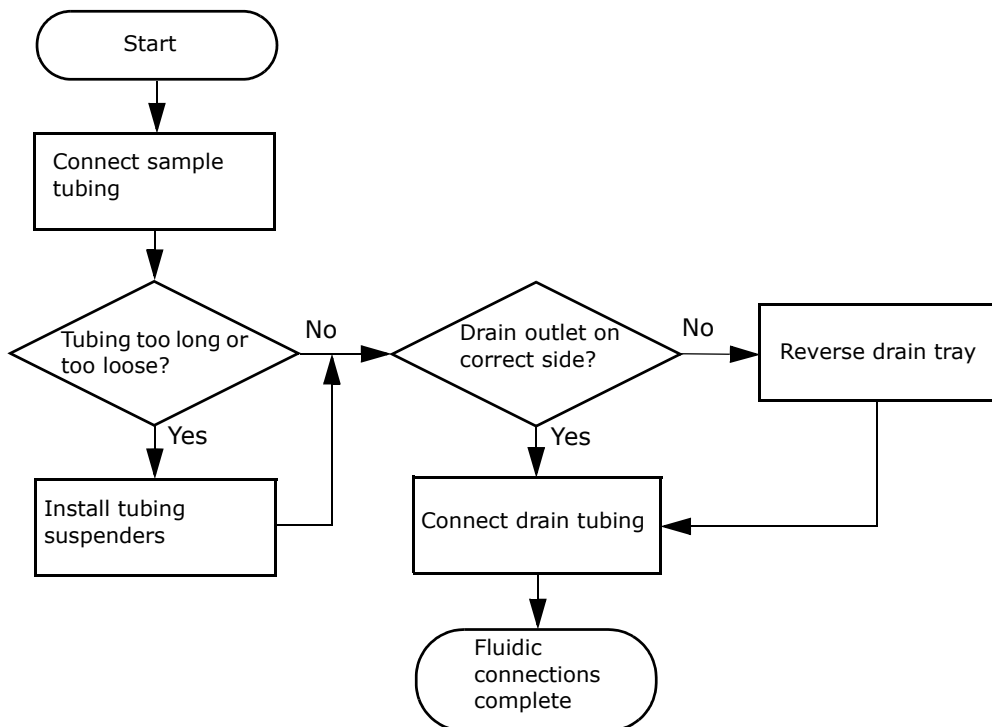 Start
Connect sample
tubing
Tubing too long or
too loose?
No
Yes
Install tubing
suspenders
Drain outlet on
correct side?
No
Reverse drain tray
Yes
Connect drain tubing
Fluidic
connections
complete